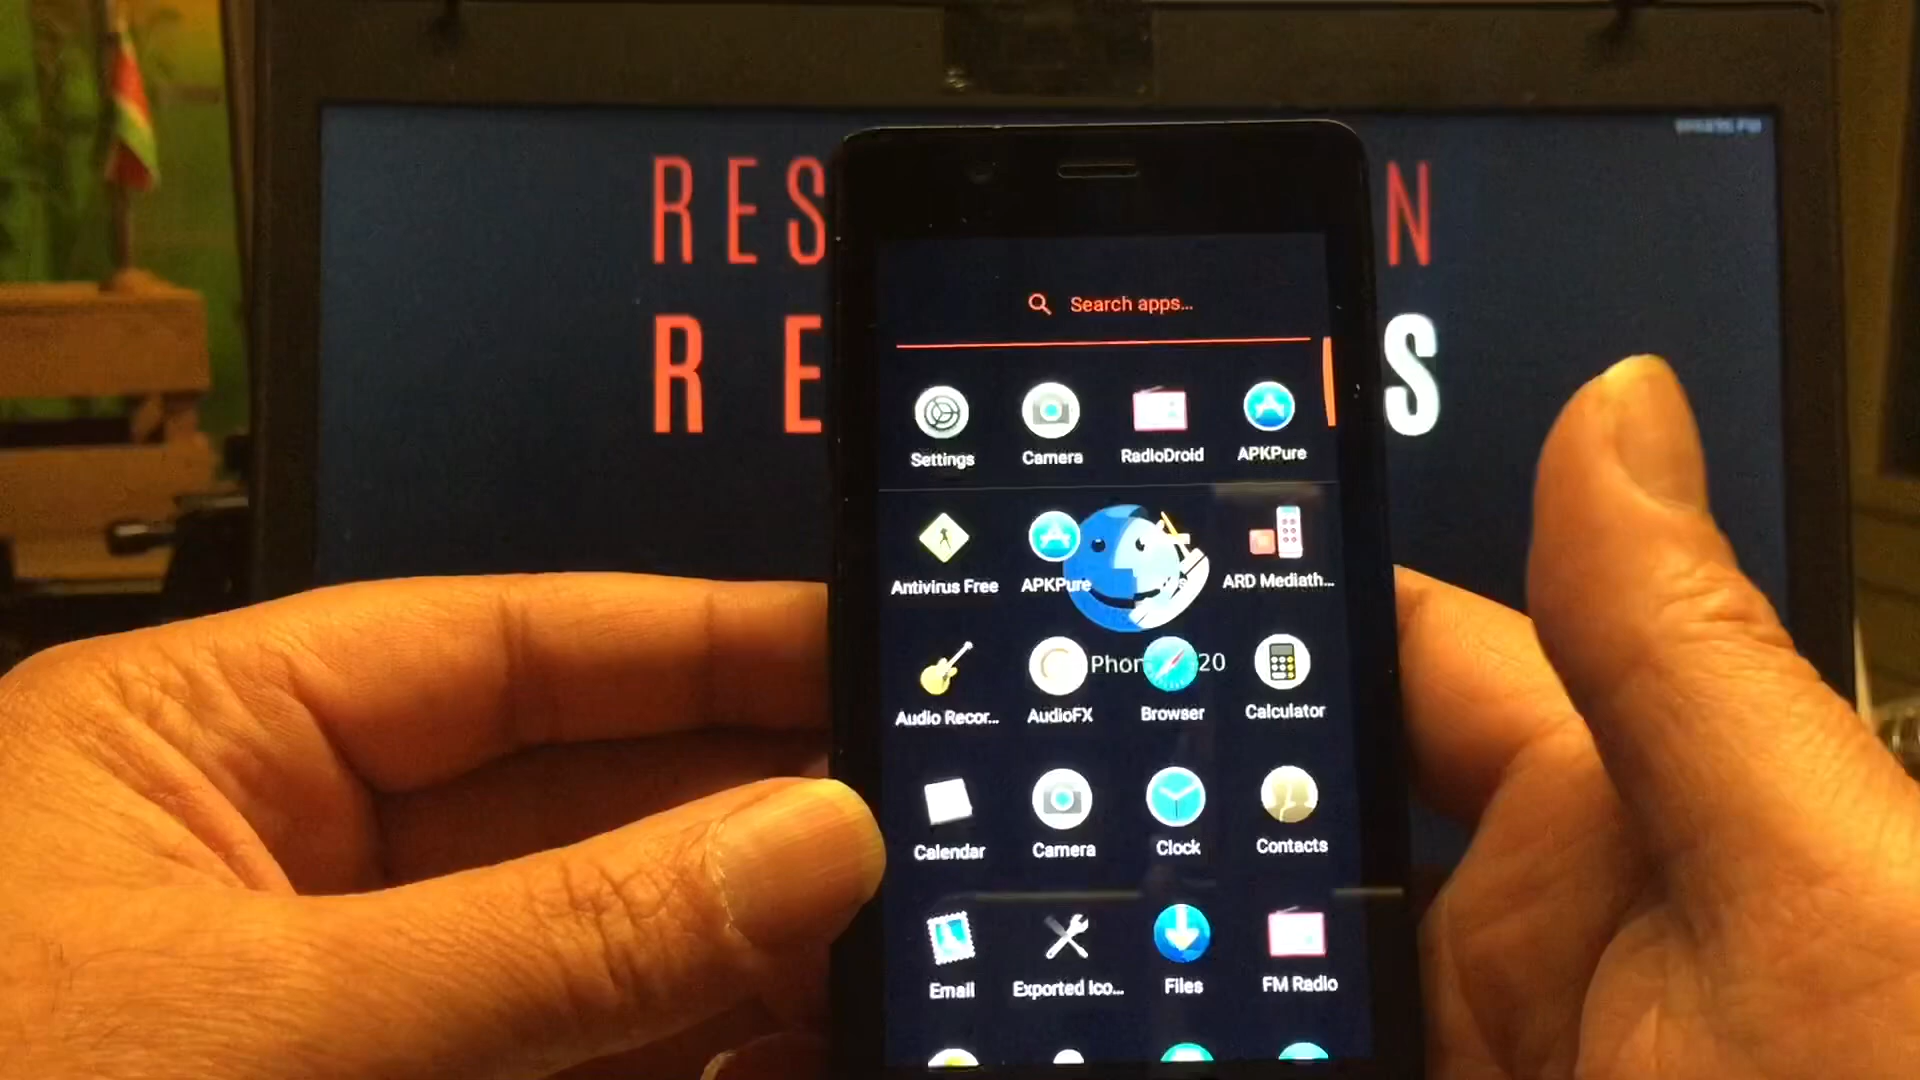 RES
N
R E
S
Search apps...
Settings
Camera
RadioDroid
APKPure
Antivirus Free
APKPure
ARD Mediath...
Phon
20
Audio Recor...
AudioFX
Browser
Calculator
Calendar
Camera
Clock
Contacts
Email
Exported Ico...
Files
FM Radio